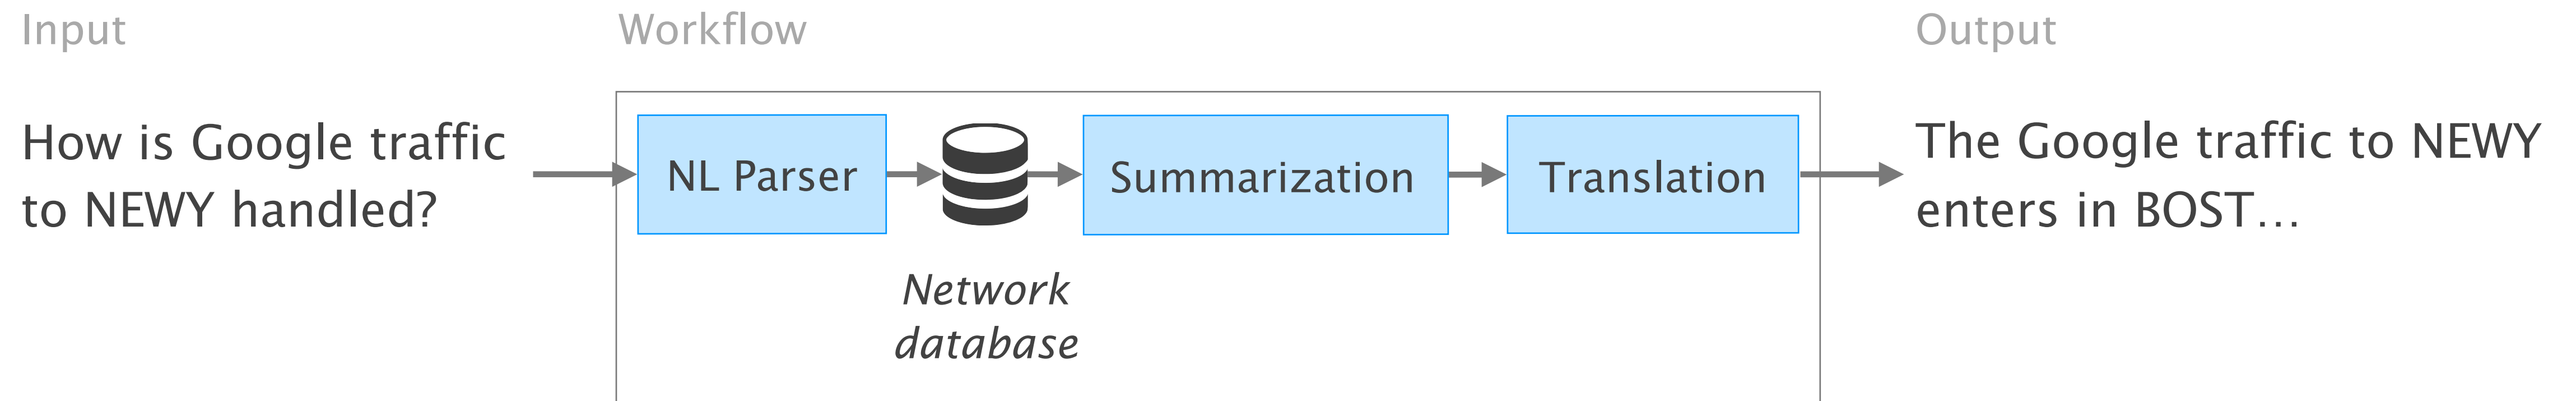 Input
Workflow
Output
How is Google traffic
to NEWY handled?
NL Parser
Network
database
Summarization
Translation
The Google traffic to NEWY
enters in BOST…